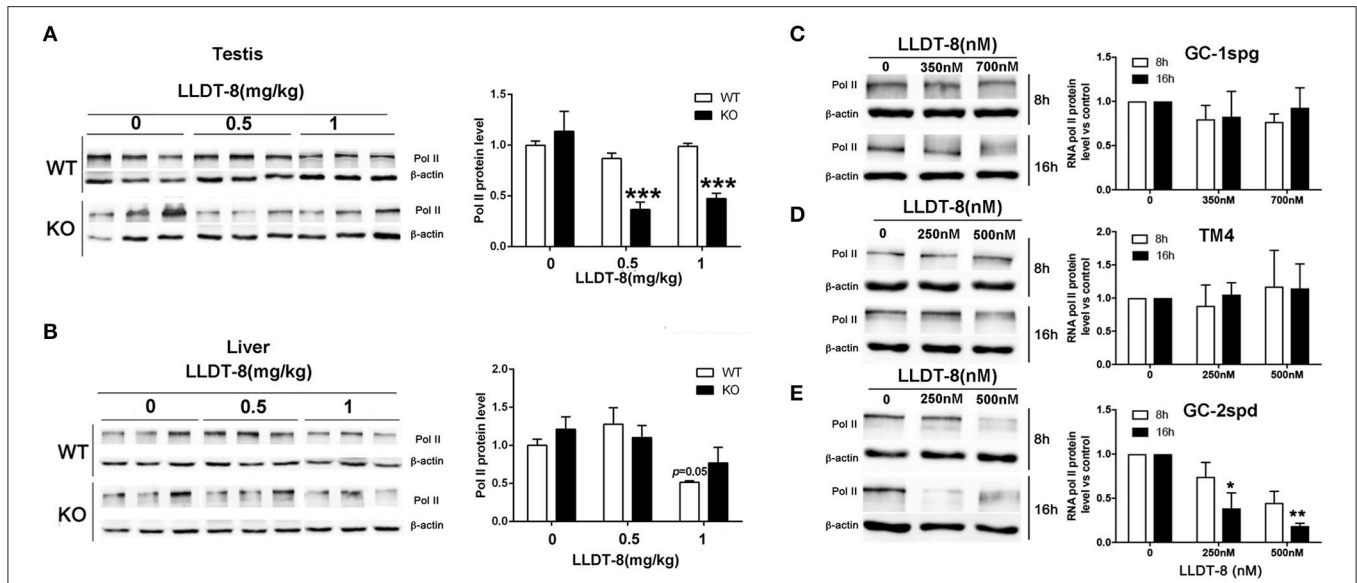 A
Testis
LLDT-8(mg/kg)
0 0.5 1
WT
Pol II
β-actin
KO
Pol II
β-actin
Pol II protein level
1.5
1.0
0.5
0.0
WT
KO
*** ***
0 0.5 1
LLDT-8(mg/kg)
B
Liver
LLDT-8(mg/kg)
0 0.5 1
WT
Pol II
β-actin
KO
Pol II
β-actin
Pol II protein level
2.0
1.5
1.0
0.5
0.0
WT
KO
p=0.05
0 0.5 1
LLDT-8(mg/kg)
C
LLDT-8(nM)
0 350nM 700nM
Pol II
β-actin
8h
Pol II
β-actin
16h
GC-1spg
RNA pol II protein
level vs control
1.5
1.0
0.5
0.0
8h
16h
0 350nM 700nM
D
LLDT-8(nM)
0 250nM 500nM
Pol II
β-actin
8h
Pol II
β-actin
16h
TM4
RNA pol II protein
level vs control
2.0
1.5
1.0
0.5
0.0
8h
16h
0 250nM 500nM
E
LLDT-8(nM)
0 250nM 500nM
Pol II
β-actin
8h
Pol II
β-actin
16h
GC-2spd
RNA pol II protein
level vs control
1.5
1.0
0.5
0.0
8h
16h
* **
0 250nM 500nM
LLDT-8 (nM)